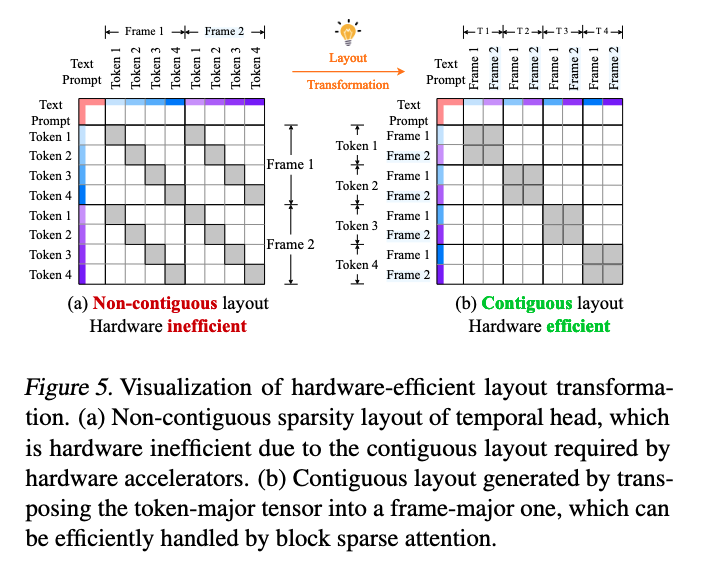 Frame 1 Frame 2
Text
Prompt
Token 1
Token 2
Token 3
Token 4
Token 1
Token 2
Token 3
Token 4
Text
Prompt
Token 1
Token 2
Token 3
Token 4
Token 1
Token 2
Token 3
Token 4
Frame 1
Frame 2
(a) Non-contiguous layout
Hardware inefficient
Layout
Transformation
T 1 T 2 T 3 T 4
Text
Prompt
Frame 1
Frame 2
Frame 1
Frame 2
Frame 1
Frame 2
Frame 1
Frame 2
Text
Prompt
Token 1
Token 2
Token 3
Token 4
Frame 1
Frame 2
Frame 1
Frame 2
Frame 1
Frame 2
Frame 1
Frame 2
(b) Contiguous layout
Hardware efficient
Figure 5. Visualization of hardware-efficient layout transforma-
tion. (a) Non-contiguous sparsity layout of temporal head, which
is hardware inefficient due to the contiguous layout required by
hardware accelerators. (b) Contiguous layout generated by trans-
posing the token-major tensor into a frame-major one, which can
be efficiently handled by block sparse attention.